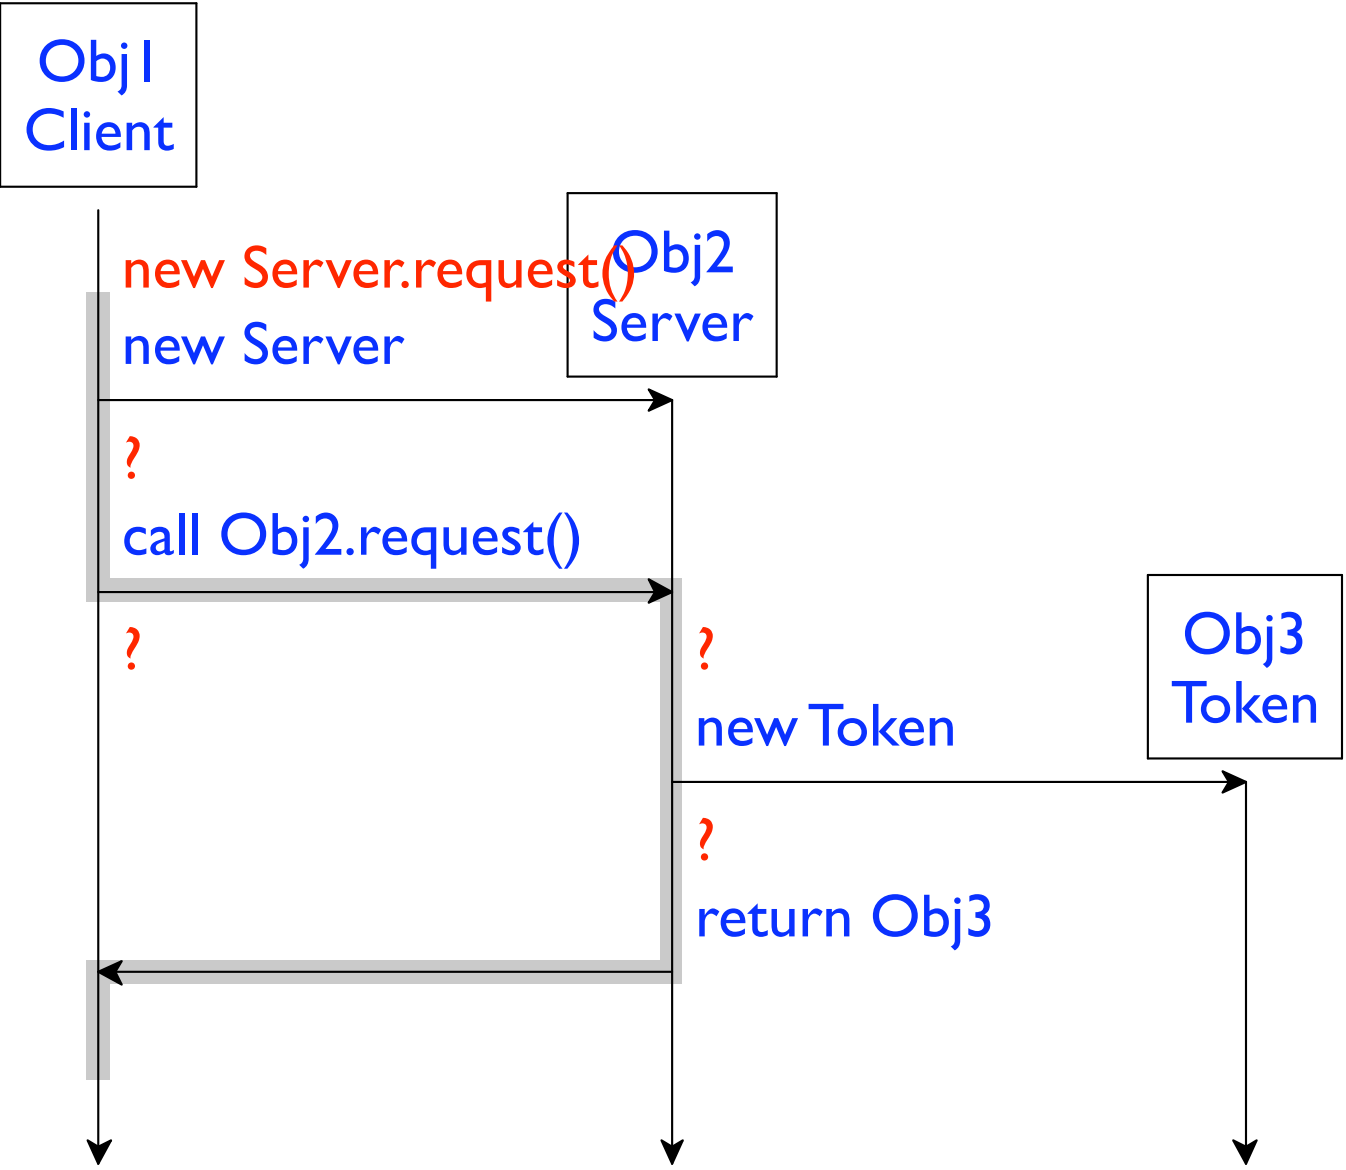 Obj1
Client
Obj2
Server
new Server.request()
new Server
?
call Obj2.request()
?
?
Obj3
Token
new Token
?
return Obj3